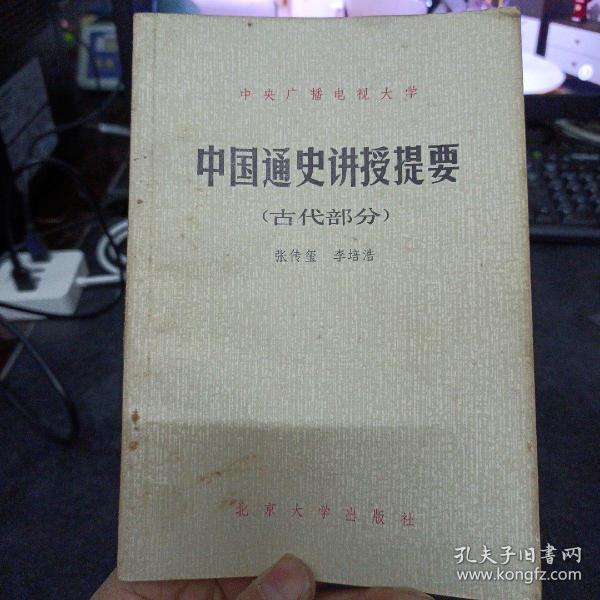 中央广播电视大学
中国通史讲授提要
（古代部分）
张传玺 李培浩
北京大学出版社
孔夫子旧书网
www.kongfz.com